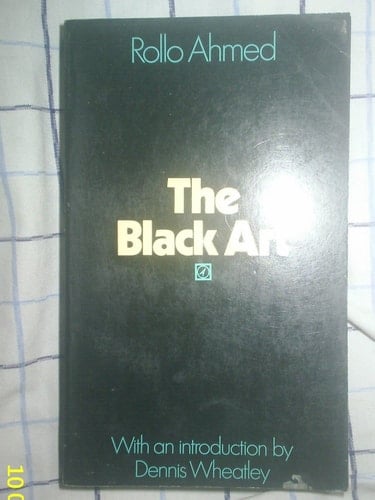 Rollo Ahmed
The
Black Art
With an introduction by
Dennis Wheatley